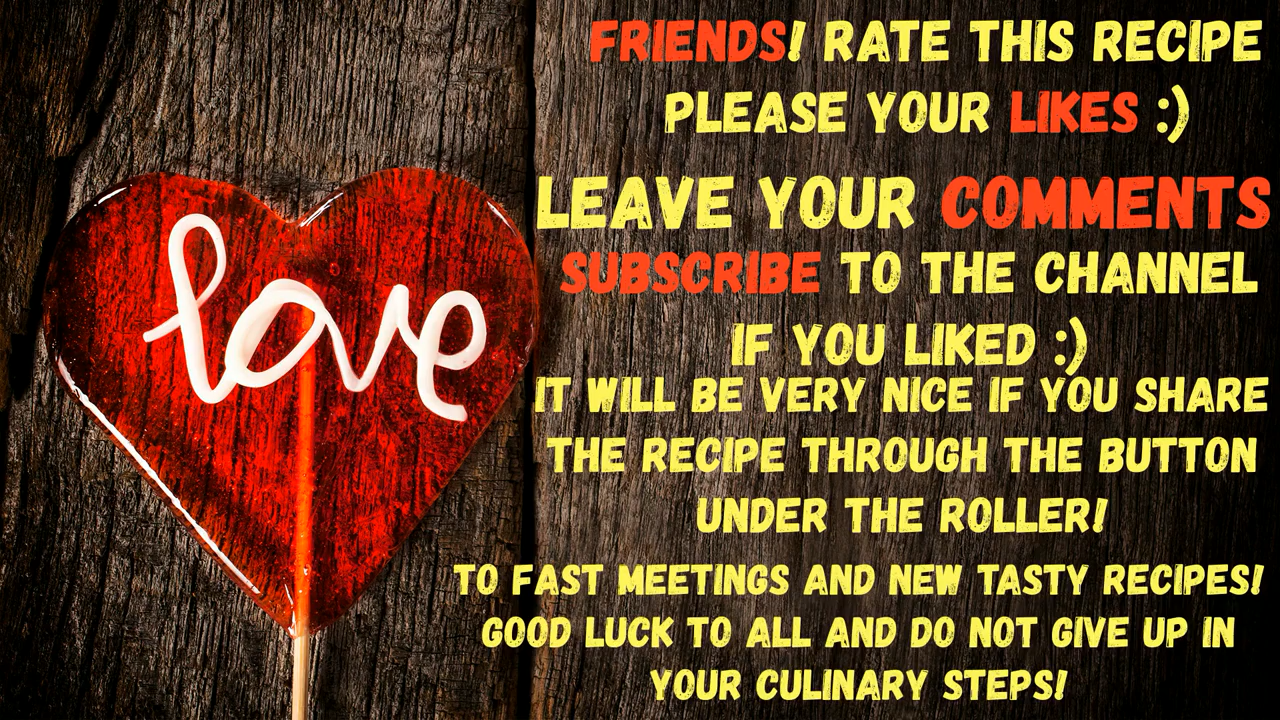 love
FRIENDS! RATE THIS RECIPE
PLEASE YOUR LIKES :)
LEAVE YOUR COMMENTS
SUBSCRIBE TO THE CHANNEL
IF YOU LIKED :)
IT WILL BE VERY NICE IF YOU SHARE
THE RECIPE THROUGH THE BUTTON
UNDER THE ROLLER!
TO FAST MEETINGS AND NEW TASTY RECIPES!
GOOD LUCK TO ALL AND DO NOT GIVE UP IN
YOUR CULINARY STEPS!